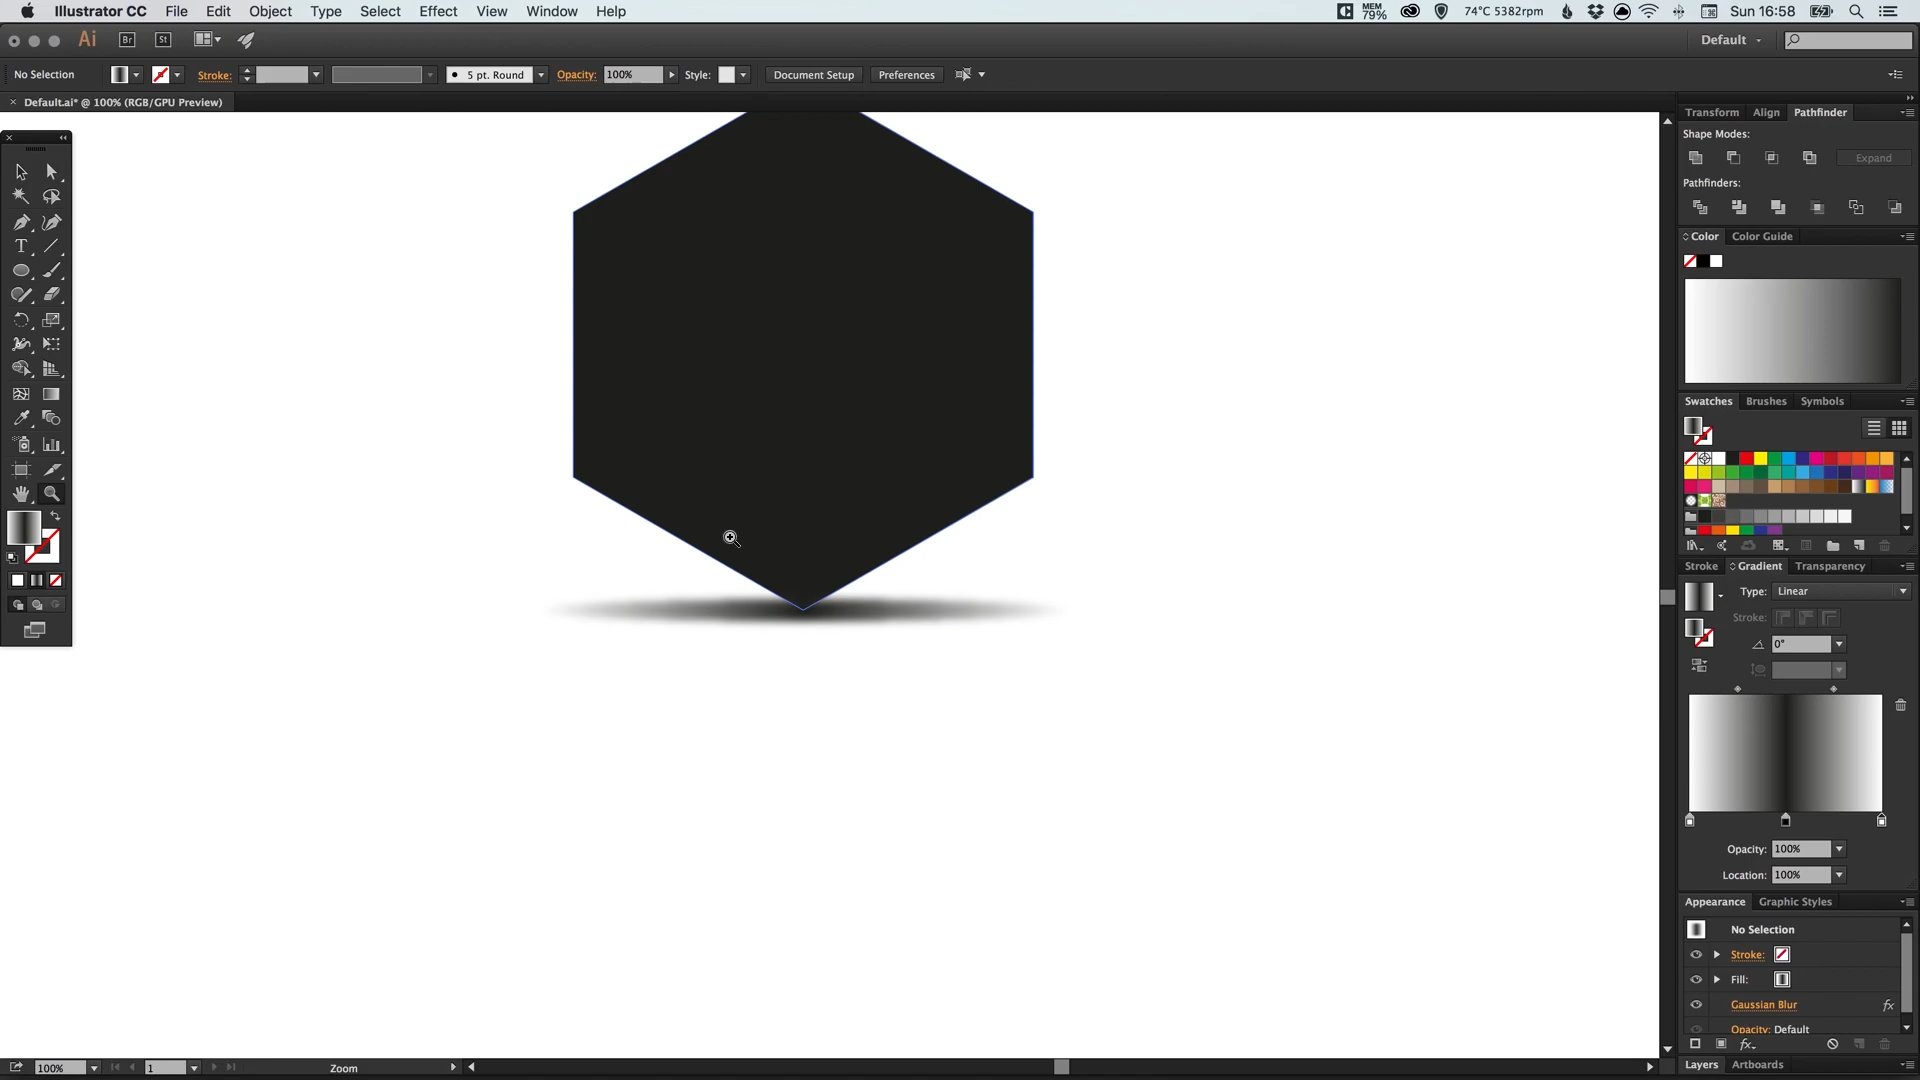 Illustrator CC File Edit Object Type Select Effect View Window Help MEM 79% 74°C 5382rpm Sun 16:58
Ai Br St Default
No Selection Stroke: 5 pt. Round Opacity: 100% Style: Document Setup Preferences
× Default.ai* @ 100% (RGB/GPU Preview)
Transform Align Pathfinder
Shape Modes:
Expand
Pathfinders:
Color Color Guide
Swatches Brushes Symbols
Stroke Gradient Transparency
Type: Linear
Stroke:
0°
Opacity: 100%
Location: 100%
Appearance Graphic Styles
No Selection
Stroke:
Fill:
Gaussian Blur fx
Opacity: Default
fx
Layers Artboards
100% 1 Zoom